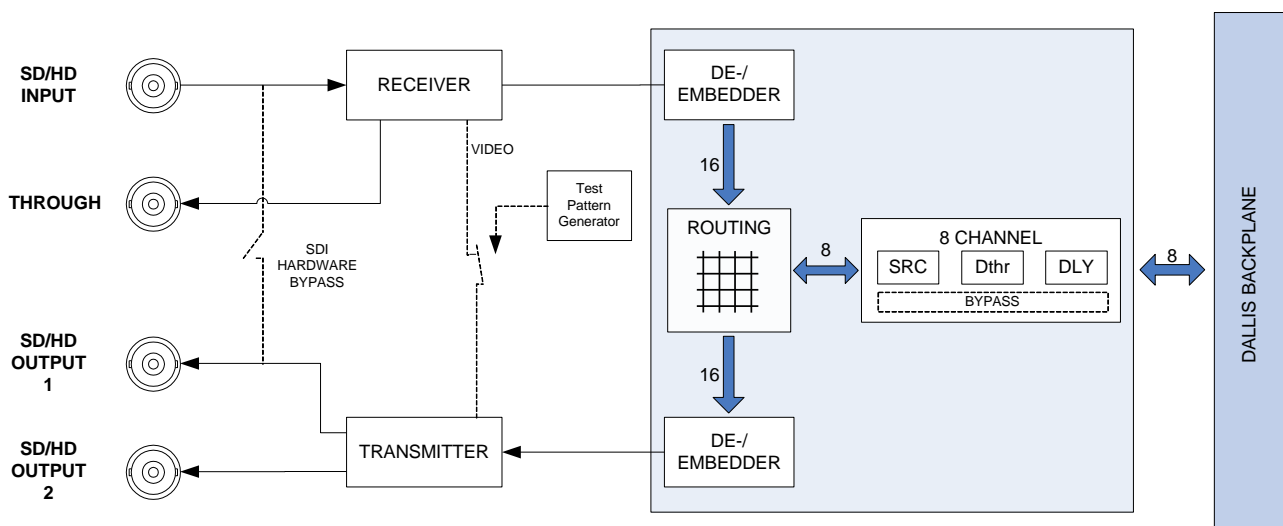 SD/HD
INPUT
THROUGH
SD/HD
OUTPUT
1
SD/HD
OUTPUT
2
SDI
HARDWARE
BYPASS
RECEIVER
VIDEO
Test
Pattern
Generator
TRANSMITTER
DE-/
EMBEDDER
16
ROUTING
8
8 CHANNEL
SRC
Dthr
DLY
BYPASS
16
DE-/
EMBEDDER
8
DALLIS BACKPLANE